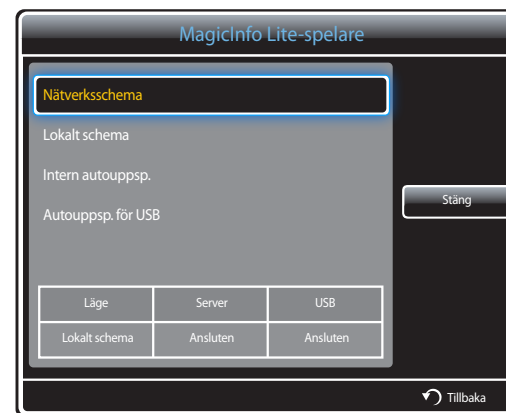 MagicInfo Lite-spelare
Nätverksschema
Lokalt schema
Intern autouppsp.
Autouppsp. för USB
Stäng
Läge Server USB
Lokalt schema Ansluten Ansluten
Tillbaka